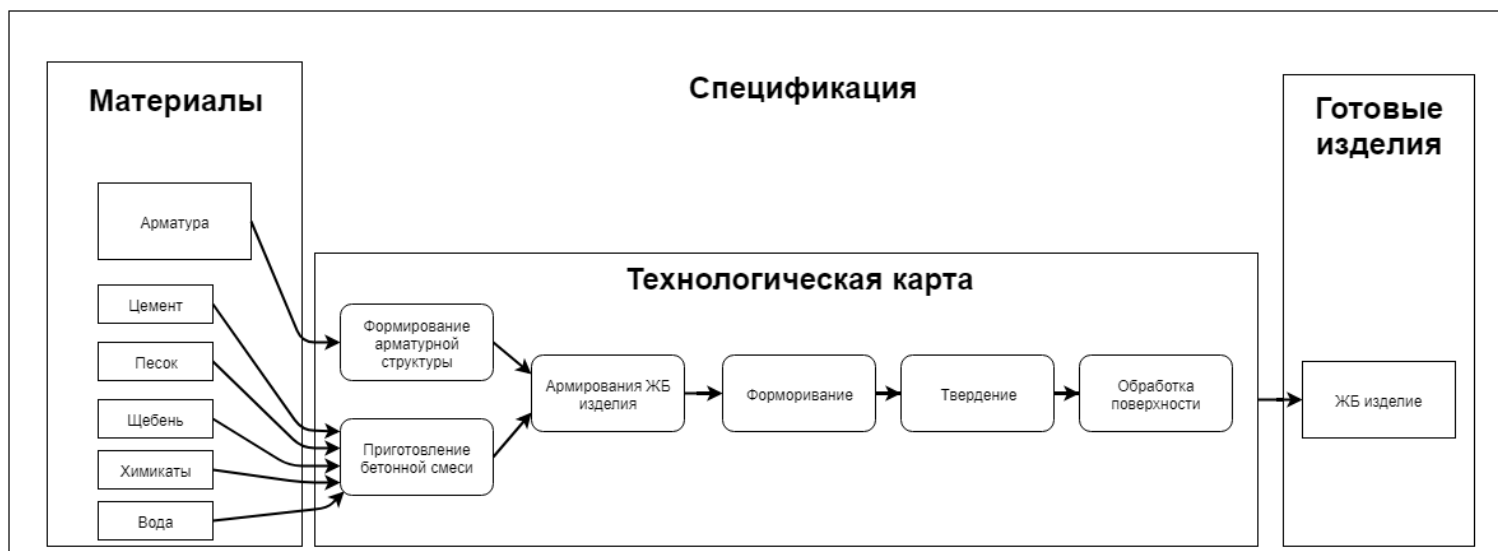 Материалы
Спецификация
Готовые
изделия
Арматура
Цемент
Песок
Щебень
Химикаты
Вода
Технологическая карта
Формирование
арматурной
структуры
Приготовление
бетонной смеси
Армирования ЖБ
изделия
Форморивание
Твердение
Обработка
поверхности
ЖБ изделие